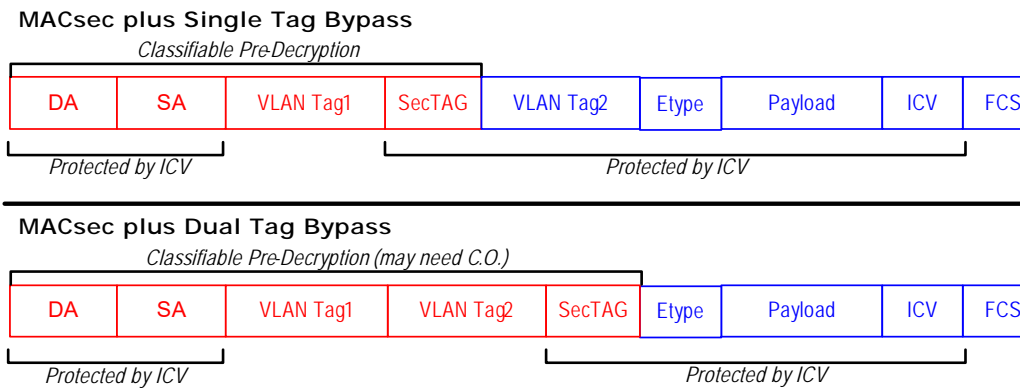 MACsec plus Single Tag Bypass
Classifiable Pre-Decryption
DA SA VLAN Tag1 SecTAG VLAN Tag2 Etype Payload ICV FCS
Protected by ICV Protected by ICV
MACsec plus Dual Tag Bypass
Classifiable Pre-Decryption (may need C.O.)
DA SA VLAN Tag1 VLAN Tag2 SecTAG Etype Payload ICV FCS
Protected by ICV Protected by ICV